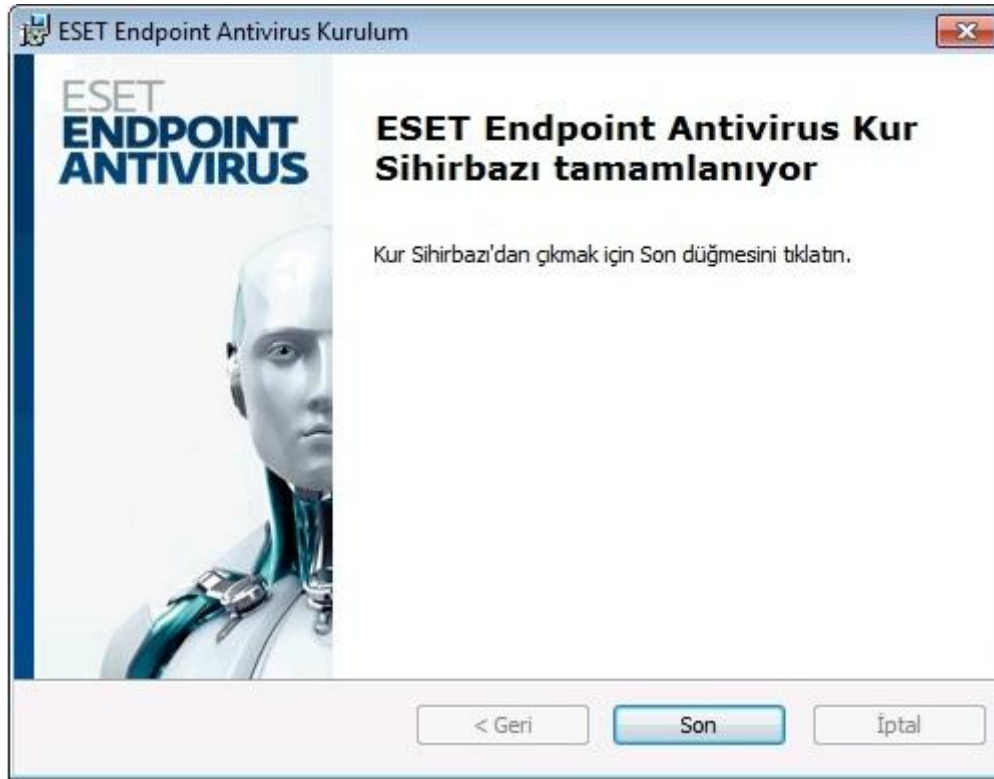 ESET Endpoint Antivirus Kurulum
ESET
ENDPOINT
ANTIVIRUS
ESET Endpoint Antivirus Kur
Sihirbazı tamamlanıyor
Kur Sihirbazı'dan çıkmak için Son düğmesini tıklatın.
< Geri
Son
İptal